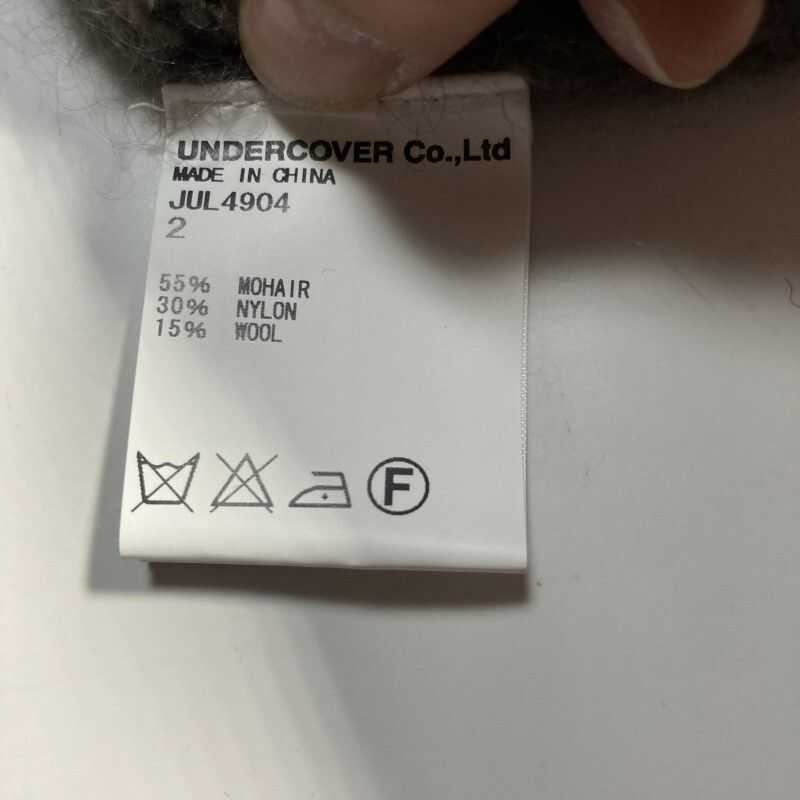 UNDERCOVER Co.,Ltd
MADE IN CHINA
JUL4904
2
55% MOHAIR
30% NYLON
15% WOOL
F